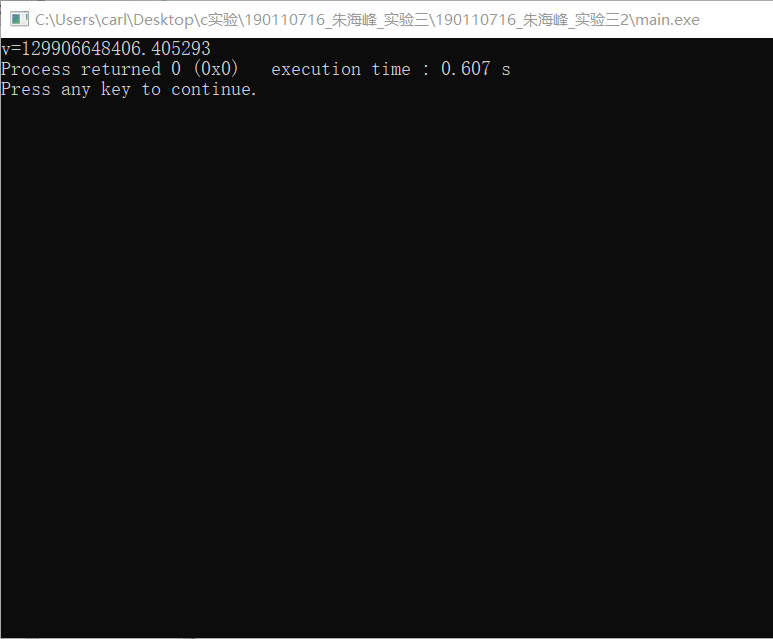 C:\Users\carl\Desktop\c实验\190110716_朱海峰_实验三\190110716_朱海峰_实验三2\main.exe
v=129906648406.405293
Process returned 0 (0x0)   execution time : 0.607 s
Press any key to continue.